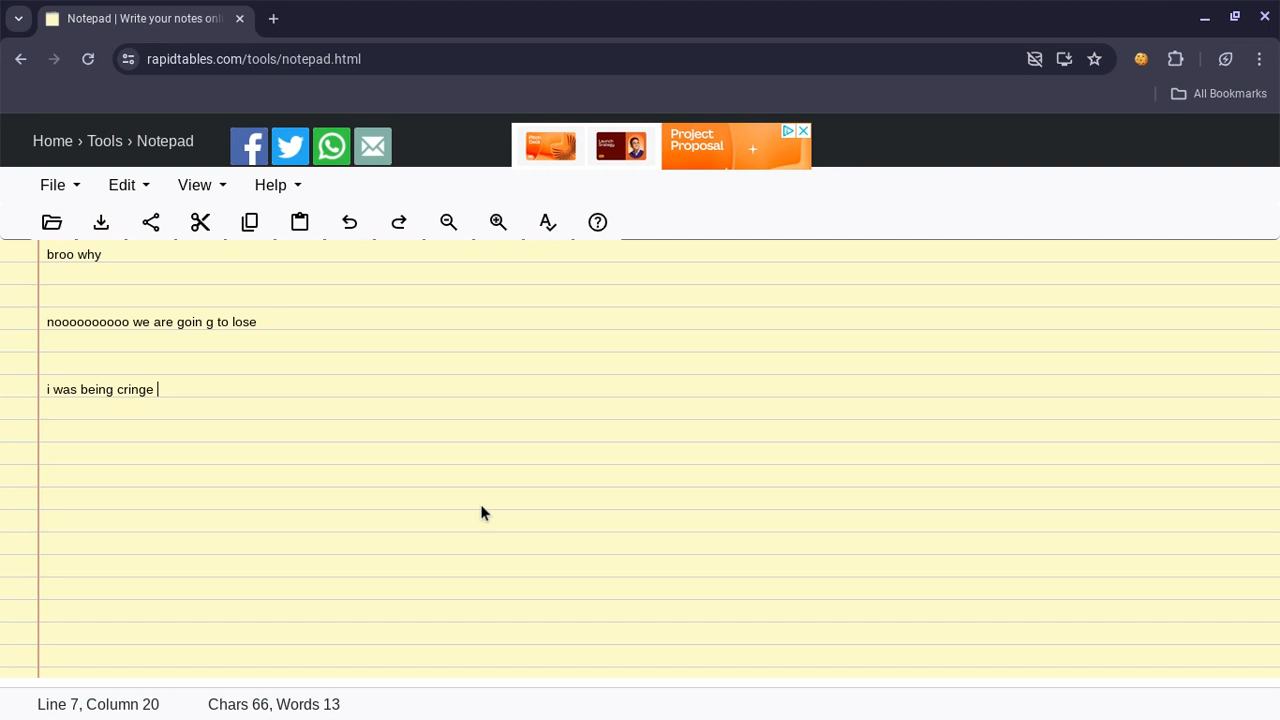 Notepad | Write your notes onl
rapidtables.com/tools/notepad.html
All Bookmarks
Home › Tools › Notepad
Project
Proposal
File Edit View Help
broo why
noooooooooo we are goin g to lose
i was being cringe
Line 7, Column 20 Chars 66, Words 13